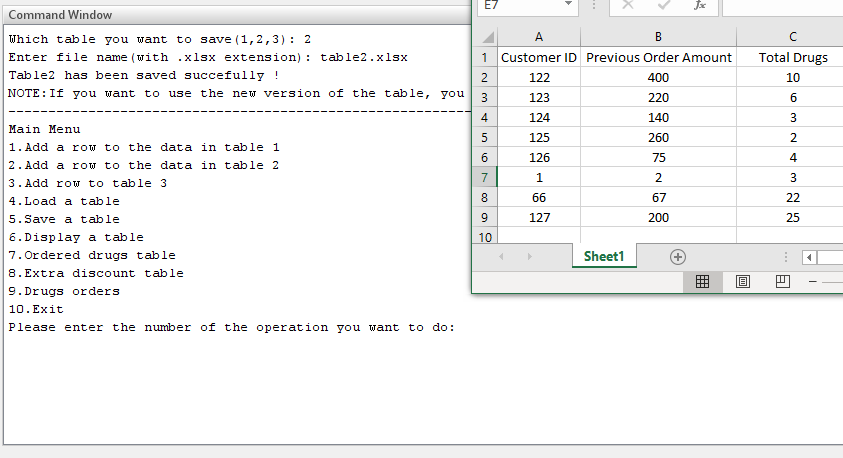 Command Window
Which table you want to save(1,2,3): 2
Enter file name(with .xlsx extension): table2.xlsx
Table2 has been saved succefully !
NOTE:If you want to use the new version of the table, you
Main Menu
1.Add a row to the data in table 1
2.Add a row to the data in table 2
3.Add row to table 3
4.Load a table
5.Save a table
6.Display a table
7.Ordered drugs table
8.Extra discount table
9.Drugs orders
10.Exit
Please enter the number of the operation you want to do:
E7 fx
A B C
1 Customer ID Previous Order Amount Total Drugs
2 122 400 10
3 123 220 6
4 124 140 3
5 125 260 2
6 126 75 4
7 1 2 3
8 66 67 22
9 127 200 25
10
Sheet1